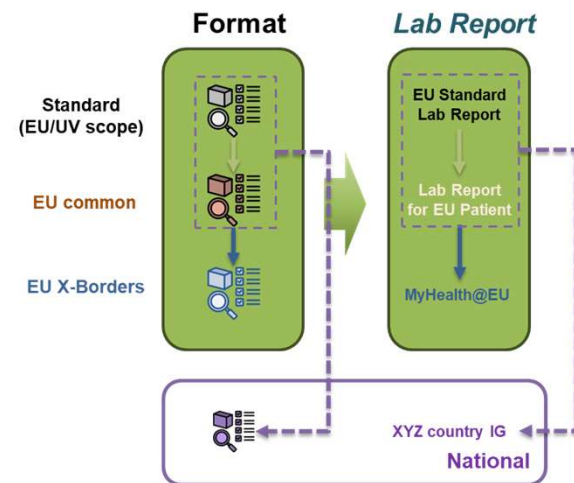 Format
Lab Report
Standard
(EU/UV scope)
EU Standard
Lab Report
EU common
Lab Report
for EU Patient
EU X-Borders
MyHealth@EU
XYZ country IG
National